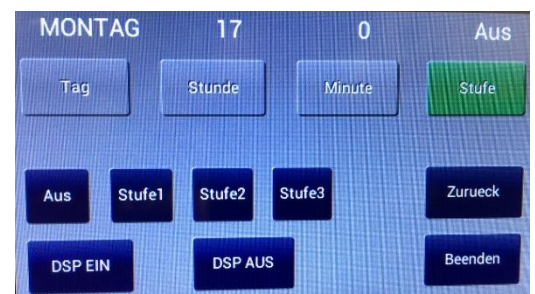 MONTAG 17 0 Aus
Tag Stunde Minute Stufe
Aus Stufe1 Stufe2 Stufe3 Zurueck
DSP EIN DSP AUS Beenden